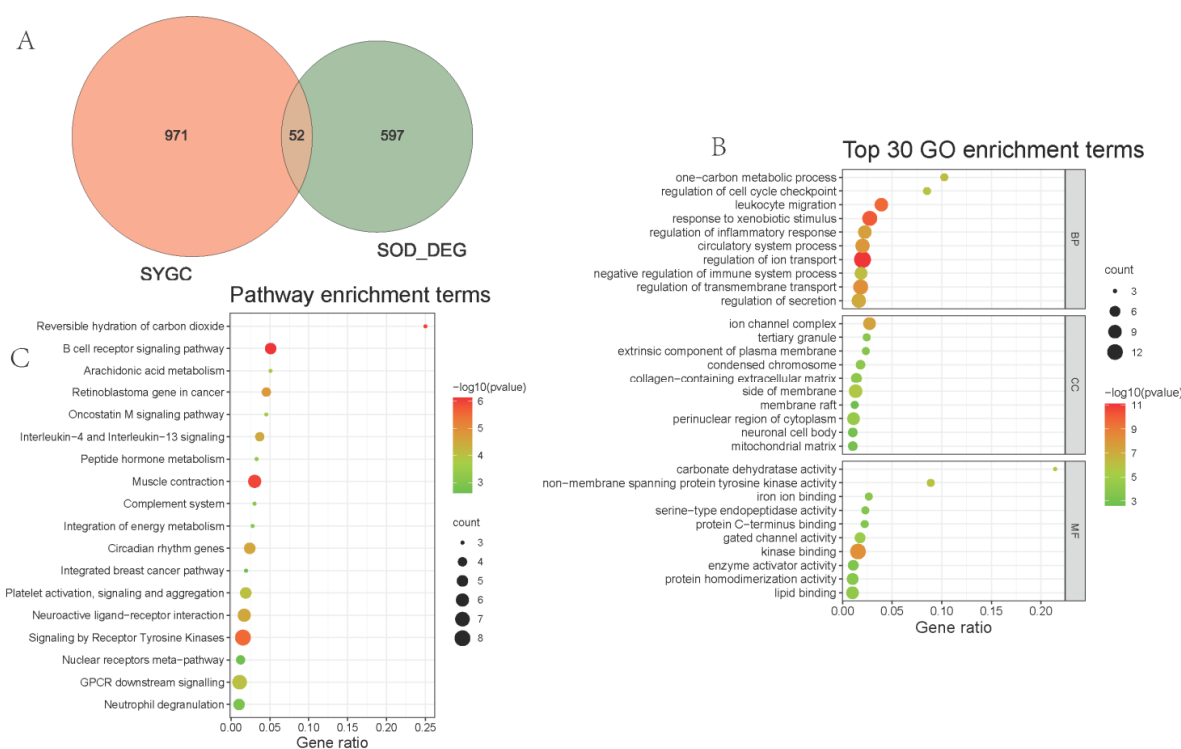 A
971
52
597
SYGC
SOD_DEG
B
Top 30 GO enrichment terms
one-carbon metabolic process
regulation of cell cycle checkpoint
leukocyte migration
response to xenobiotic stimulus
regulation of inflammatory response
circulatory system process
regulation of ion transport
negative regulation of immune system process
regulation of transmembrane transport
regulation of secretion
BP
ion channel complex
tertiary granule
extrinsic component of plasma membrane
condensed chromosome
collagen-containing extracellular matrix
side of membrane
membrane raft
perinuclear region of cytoplasm
neuronal cell body
mitochondrial matrix
CC
carbonate dehydratase activity
non-membrane spanning protein tyrosine kinase activity
iron ion binding
serine-type endopeptidase activity
protein C-terminus binding
gated channel activity
kinase binding
enzyme activator activity
protein homodimerization activity
lipid binding
MF
0.00 0.05 0.10 0.15 0.20
Gene ratio
count
3
6
9
12
−log10(pvalue)
11
9
7
5
3
C
Pathway enrichment terms
Reversible hydration of carbon dioxide
B cell receptor signaling pathway
Arachidonic acid metabolism
Retinoblastoma gene in cancer
Oncostatin M signaling pathway
Interleukin−4 and Interleukin−13 signaling
Peptide hormone metabolism
Muscle contraction
Complement system
Integration of energy metabolism
Circadian rhythm genes
Integrated breast cancer pathway
Platelet activation, signaling and aggregation
Neuroactive ligand−receptor interaction
Signaling by Receptor Tyrosine Kinases
Nuclear receptors meta−pathway
GPCR downstream signalling
Neutrophil degranulation
0.00 0.05 0.10 0.15 0.20 0.25
Gene ratio
−log10(pvalue)
6
5
4
3
count
3
4
5
6
7
8